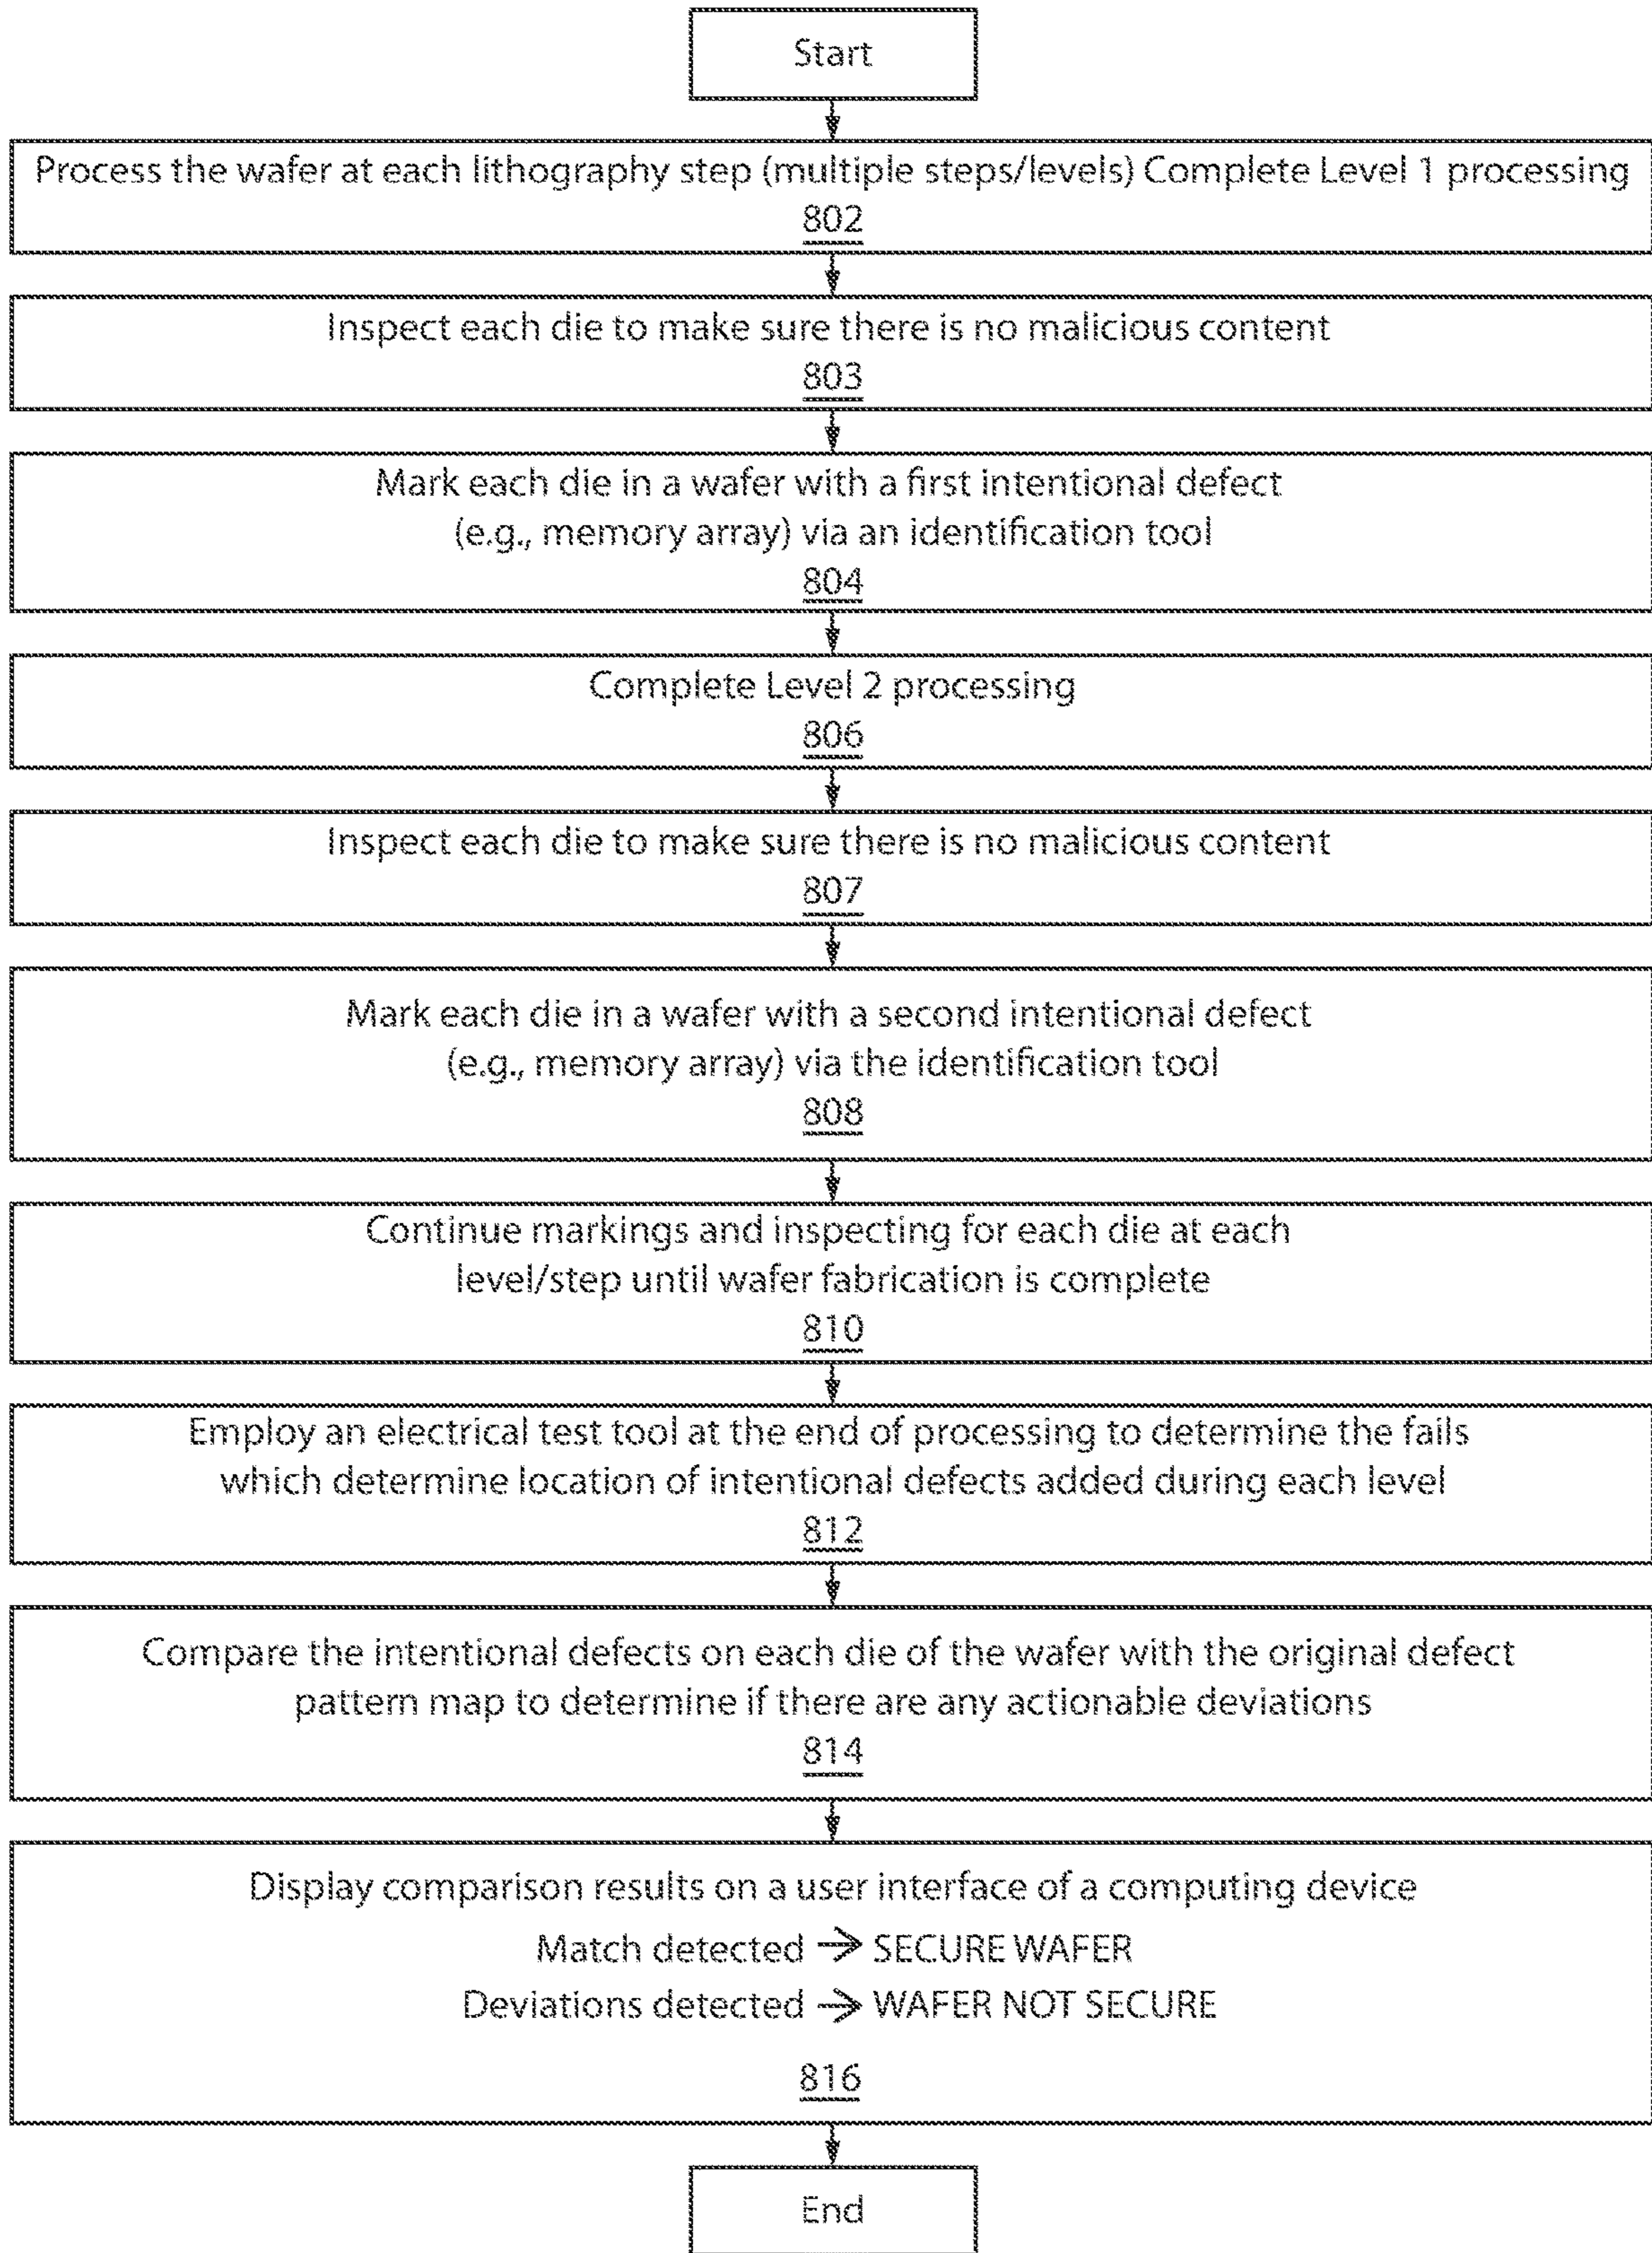 Start
Process the wafer at each lithography step (multiple steps/levels) Complete Level 1 processing
802
Inspect each die to make sure there is no malicious content
803
Mark each die in a wafer with a first intentional defect
(e.g., memory array) via an identification tool
804
Complete Level 2 processing
806
Inspect each die to make sure there is no malicious content
807
Mark each die in a wafer with a second intentional defect
(e.g., memory array) via the identification tool
808
Continue markings and inspecting for each die at each
level/step until wafer fabrication is complete
810
Employ an electrical test tool at the end of processing to determine the fails
which determine location of intentional defects added during each level
812
Compare the intentional defects on each die of the wafer with the original defect
pattern map to determine if there are any actionable deviations
814
Display comparison results on a user interface of a computing device
Match detected → SECURE WAFER
Deviations detected → WAFER NOT SECURE
816
End